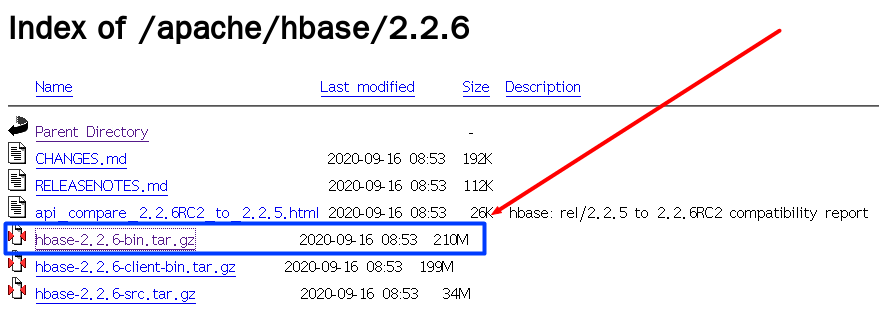 Index of /apache/hbase/2.2.6
Name Last modified Size Description
Parent Directory -
CHANGES.md 2020-09-16 08:53 192K
RELEASENOTES.md 2020-09-16 08:53 112K
api_compare_2.2.6RC2_to_2.2.5.html 2020-09-16 08:53 26K hbase: rel/2.2.5 to 2.2.6RC2 compatibility report
hbase-2.2.6-bin.tar.gz 2020-09-16 08:53 210M
hbase-2.2.6-client-bin.tar.gz 2020-09-16 08:53 199M
hbase-2.2.6-src.tar.gz 2020-09-16 08:53 34M